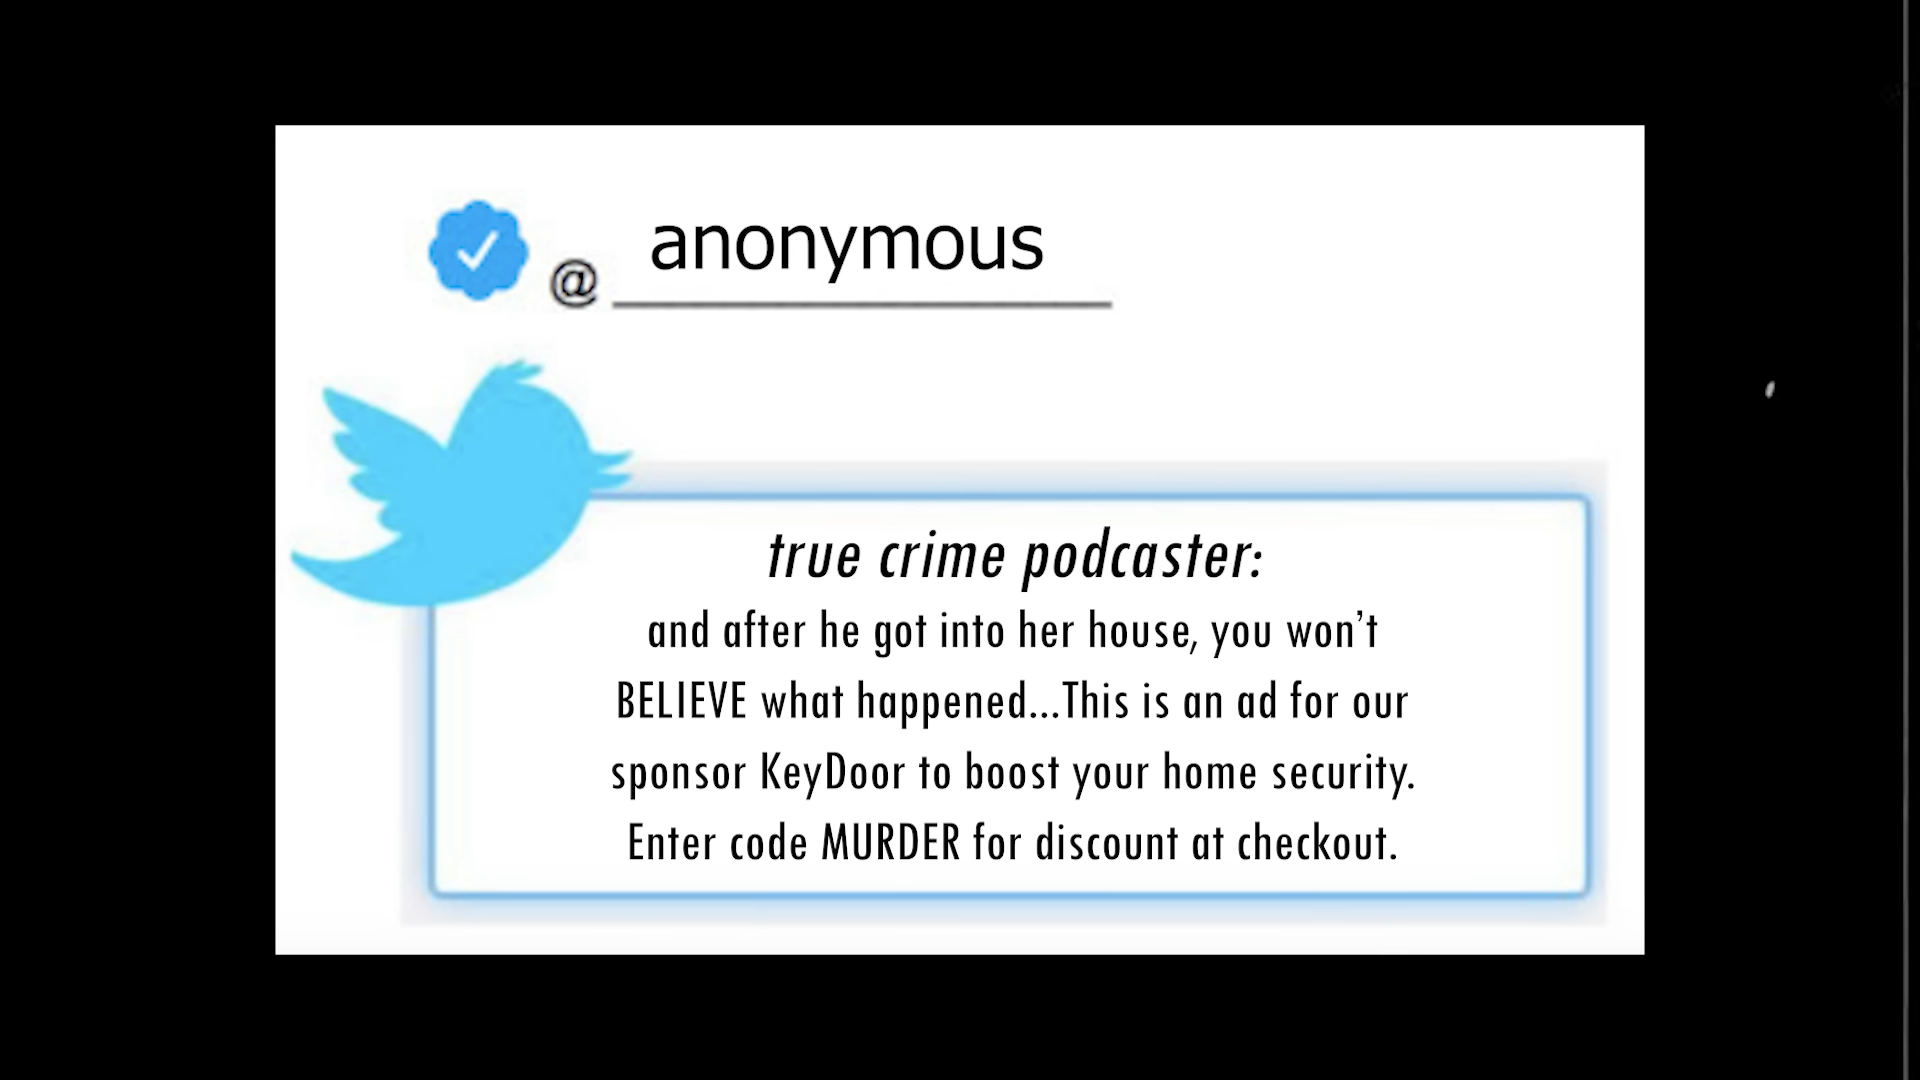 @ anonymous
true crime podcaster:
and after he got into her house, you won’t
BELIEVE what happened...This is an ad for our
sponsor KeyDoor to boost your home security.
Enter code MURDER for discount at checkout.